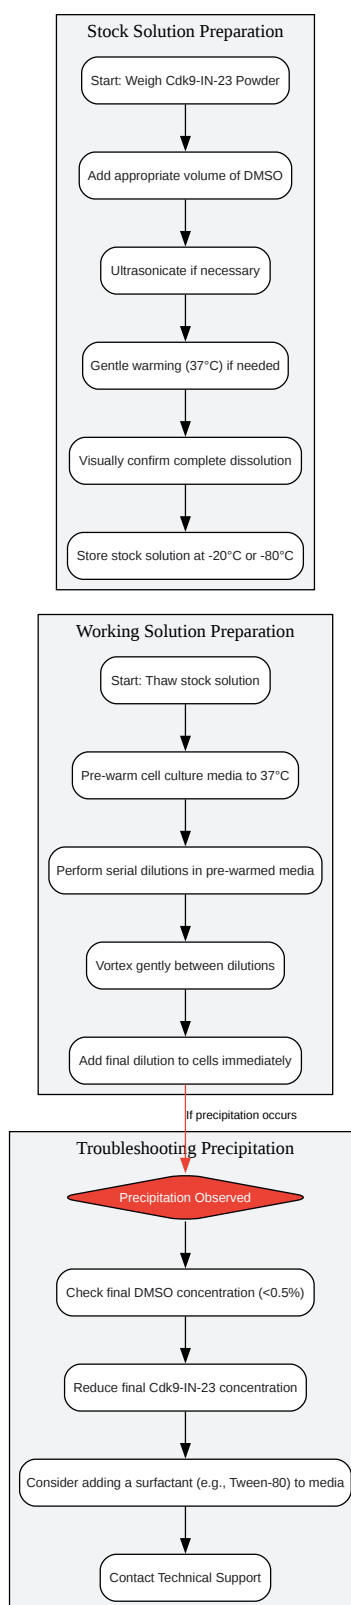 Stock Solution Preparation
Start: Weigh Cdk9-IN-23 Powder
Add appropriate volume of DMSO
Ultrasonicate if necessary
Gentle warming (37°C) if needed
Visually confirm complete dissolution
Store stock solution at -20°C or -80°C
Working Solution Preparation
Start: Thaw stock solution
Pre-warm cell culture media to 37°C
Perform serial dilutions in pre-warmed media
Vortex gently between dilutions
Add final dilution to cells immediately
If precipitation occurs
Troubleshooting Precipitation
Precipitation Observed
Check final DMSO concentration (<0.5%)
Reduce final Cdk9-IN-23 concentration
Consider adding a surfactant (e.g., Tween-80) to media
Contact Technical Support